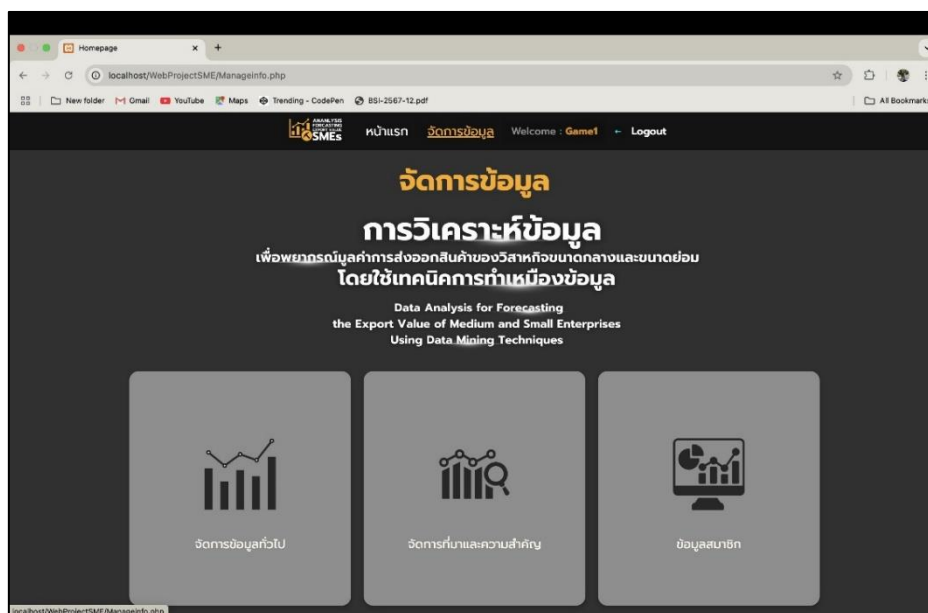 Homepage
localhost/WebProjectSME/Manageinfo.php
New folder
Gmail
YouTube
Maps
Trending - CodePen
BSI-2567-12.pdf
All Bookmarks
ANANLYSIS
FORECASTING
EXPORT VALUE
SMEs
หน้าแรก
จัดการข้อมูล
Welcome : Game1
Logout
จัดการข้อมูล
การวิเคราะห์ข้อมูล
เพื่อพยากรณ์มูลค่าการส่งออกสินค้าของวิสาหกิจขนาดกลางและขนาดย่อม
โดยใช้เทคนิคการทำเหมืองข้อมูล
Data Analysis for Forecasting
the Export Value of Medium and Small Enterprises
Using Data Mining Techniques
จัดการข้อมูลทั่วไป
จัดการที่มาและความสำคัญ
ข้อมูลสมาชิก
localhost/WebProjectSME/Manageinfo.php